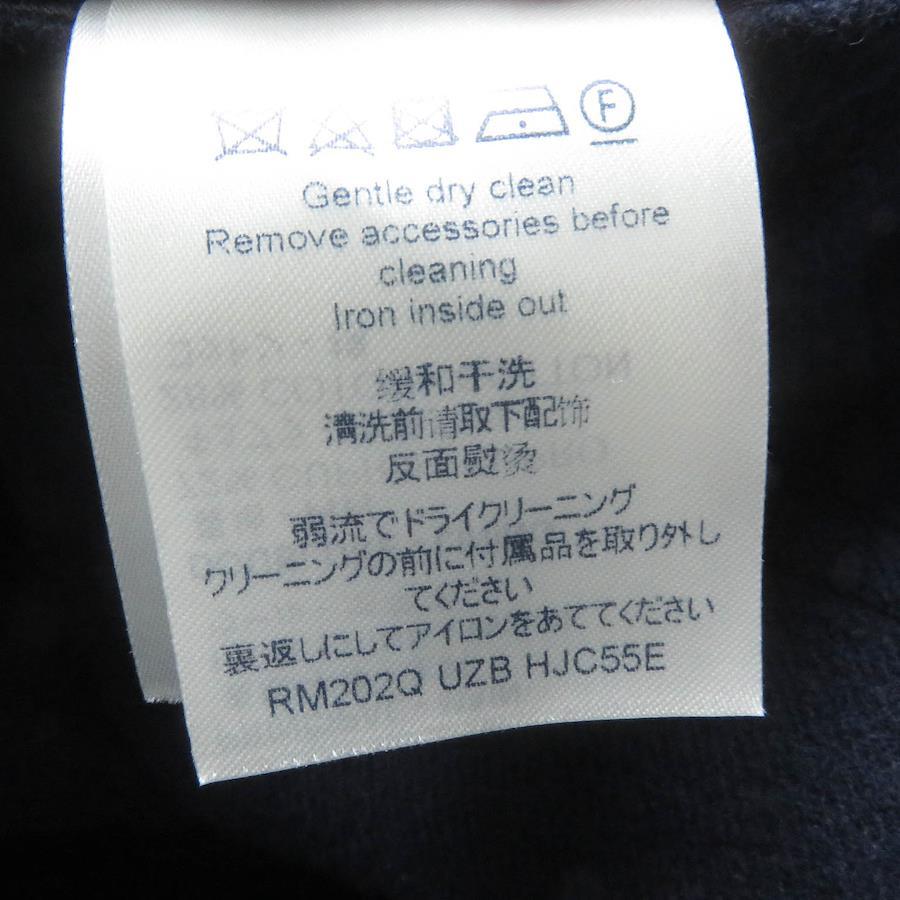 F
Gentle dry clean
Remove accessories before
cleaning
Iron inside out
缓和干洗
清洗前请取下配饰
反面熨烫
弱流でドライクリーニング
クリーニングの前に付属品を取り外し
てください
裏返しにしてアイロンをあててください
RM202Q UZB HJC55E